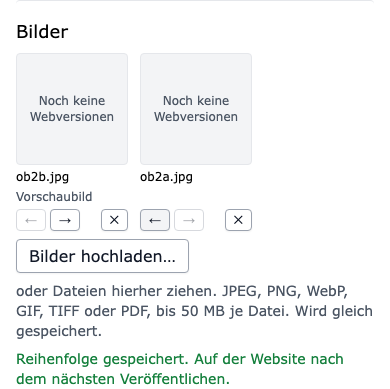 Bilder
Noch keine
Webversionen
Noch keine
Webversionen
ob2b.jpg
ob2a.jpg
Vorschaubild
← → × ← → ×
Bilder hochladen...
oder Dateien hierher ziehen. JPEG, PNG, WebP,
GIF, TIFF oder PDF, bis 50 MB je Datei. Wird gleich
gespeichert.
Reihenfolge gespeichert. Auf der Website nach
dem nächsten Veröffentlichen.